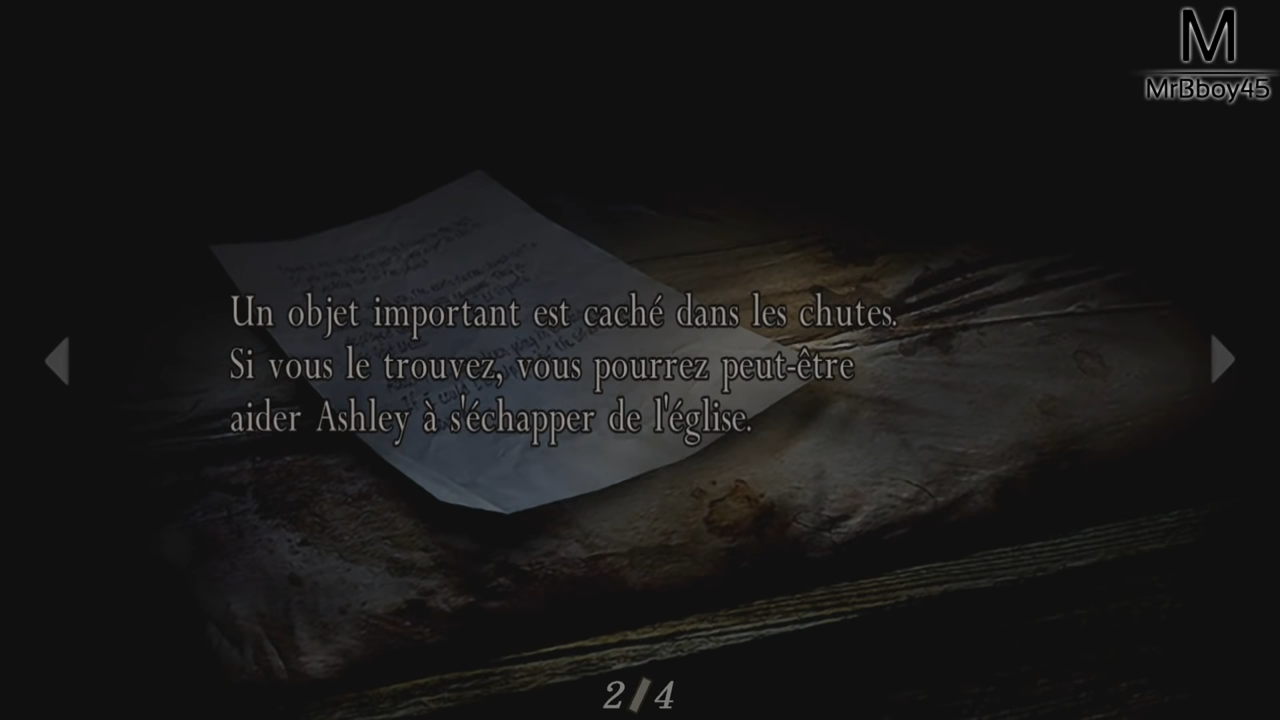 M
MrBboy45
Un objet important est caché dans les chutes.
Si vous le trouvez, vous pourrez peut-être
aider Ashley à s'échapper de l'église.
2/4